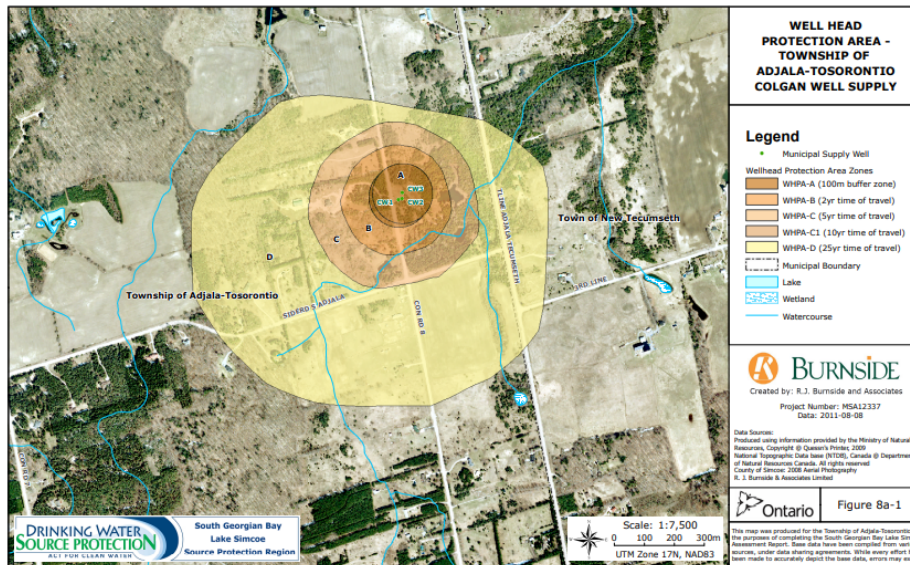 WELL HEAD
PROTECTION AREA -
TOWNSHIP OF
ADJALA-TOSORONTIO
COLGAN WELL SUPPLY
Legend
Municipal Supply Well
Wellhead Protection Area Zones
WHPA-A (100m buffer zone)
WHPA-B (2yr time of travel)
WHPA-C (5yr time of travel)
WHPA-C1 (10yr time of travel)
WHPA-D (25yr time of travel)
Municipal Boundary
Lake
Wetland
Watercourse
BURNSIDE
Created by: R.J. Burnside and Associates
Project Number: MSA12337
Data: 2011-08-08
Data Sources:
Produced using information provided by the Ministry of Natural
Resources, Copyright @ Queen's Printer, 2009
National Topographic Data base (NTDB), Canada @ Departmen
of Natural Resources Canada. All rights reserved
County of Simcoe: 2008 Aerial Photography
R. J. Burnside & Associates Limited
Ontario
Figure 8a-1
This map was produced for the Township of Adjala-Tosorontio
the purposes of completing the South Georgian Bay Lake Sim
Assessment Report. Base data have been compiled from vari
sources, under data sharing agreements. While every effort
been made to accurately depict the base data, errors may ex
A
CW3
CW1
CW2
B
C
D
Town of New Tecumseth
Township of Adjala-Tosorontio
SIDERD 5 ADJALA
CON RD 8
TLINE ADJALA-TECUMSETH
3RD LINE
CON RD 7
DRINKING WATER
SOURCE PROTECTION
ACT FOR CLEAN WATER
South Georgian Bay
Lake Simcoe
Source Protection Region
Scale: 1:7,500
0 100 200 300m
UTM Zone 17N, NAD83